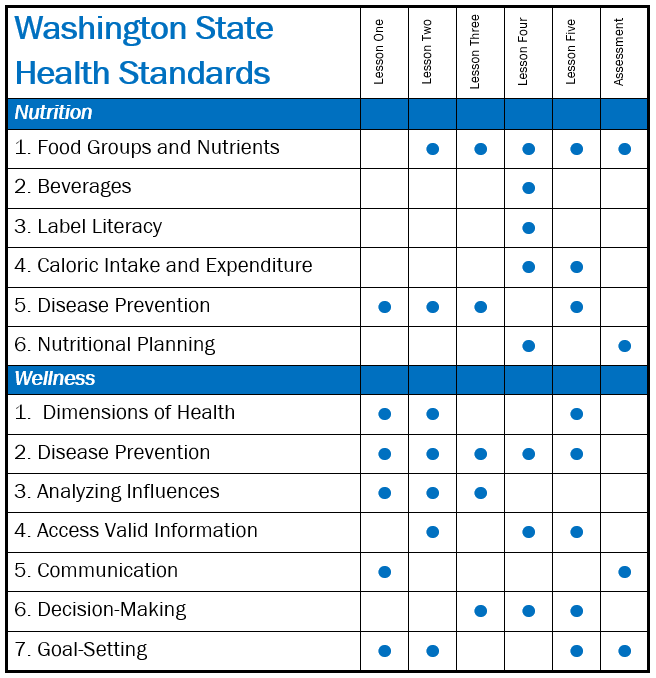 Washington State
Health Standards
Lesson One
Lesson Two
Lesson Three
Lesson Four
Lesson Five
Assessment
Nutrition
1. Food Groups and Nutrients
2. Beverages
3. Label Literacy
4. Caloric Intake and Expenditure
5. Disease Prevention
6. Nutritional Planning
Wellness
1. Dimensions of Health
2. Disease Prevention
3. Analyzing Influences
4. Access Valid Information
5. Communication
6. Decision-Making
7. Goal-Setting